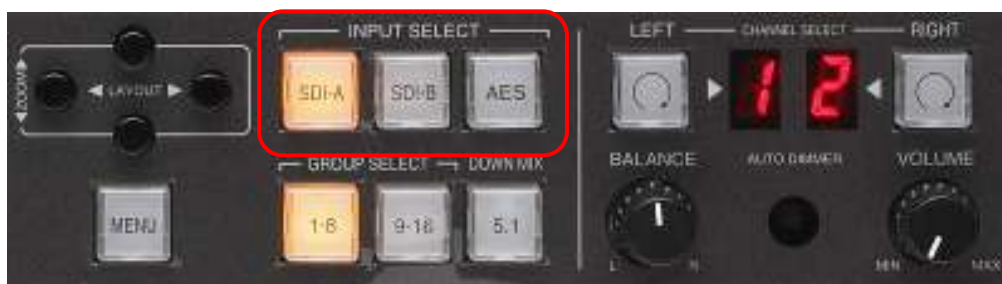 INPUT SELECT
LEFT CHANNEL SELECT RIGHT
ZOOM
LAYOUT
SDI-A SDI-B AES
1 2
GROUP SELECT DOWN MIX
BALANCE AUTO DIMMER VOLUME
MENU
1-8 9-16 5.1
L R MIN MAX